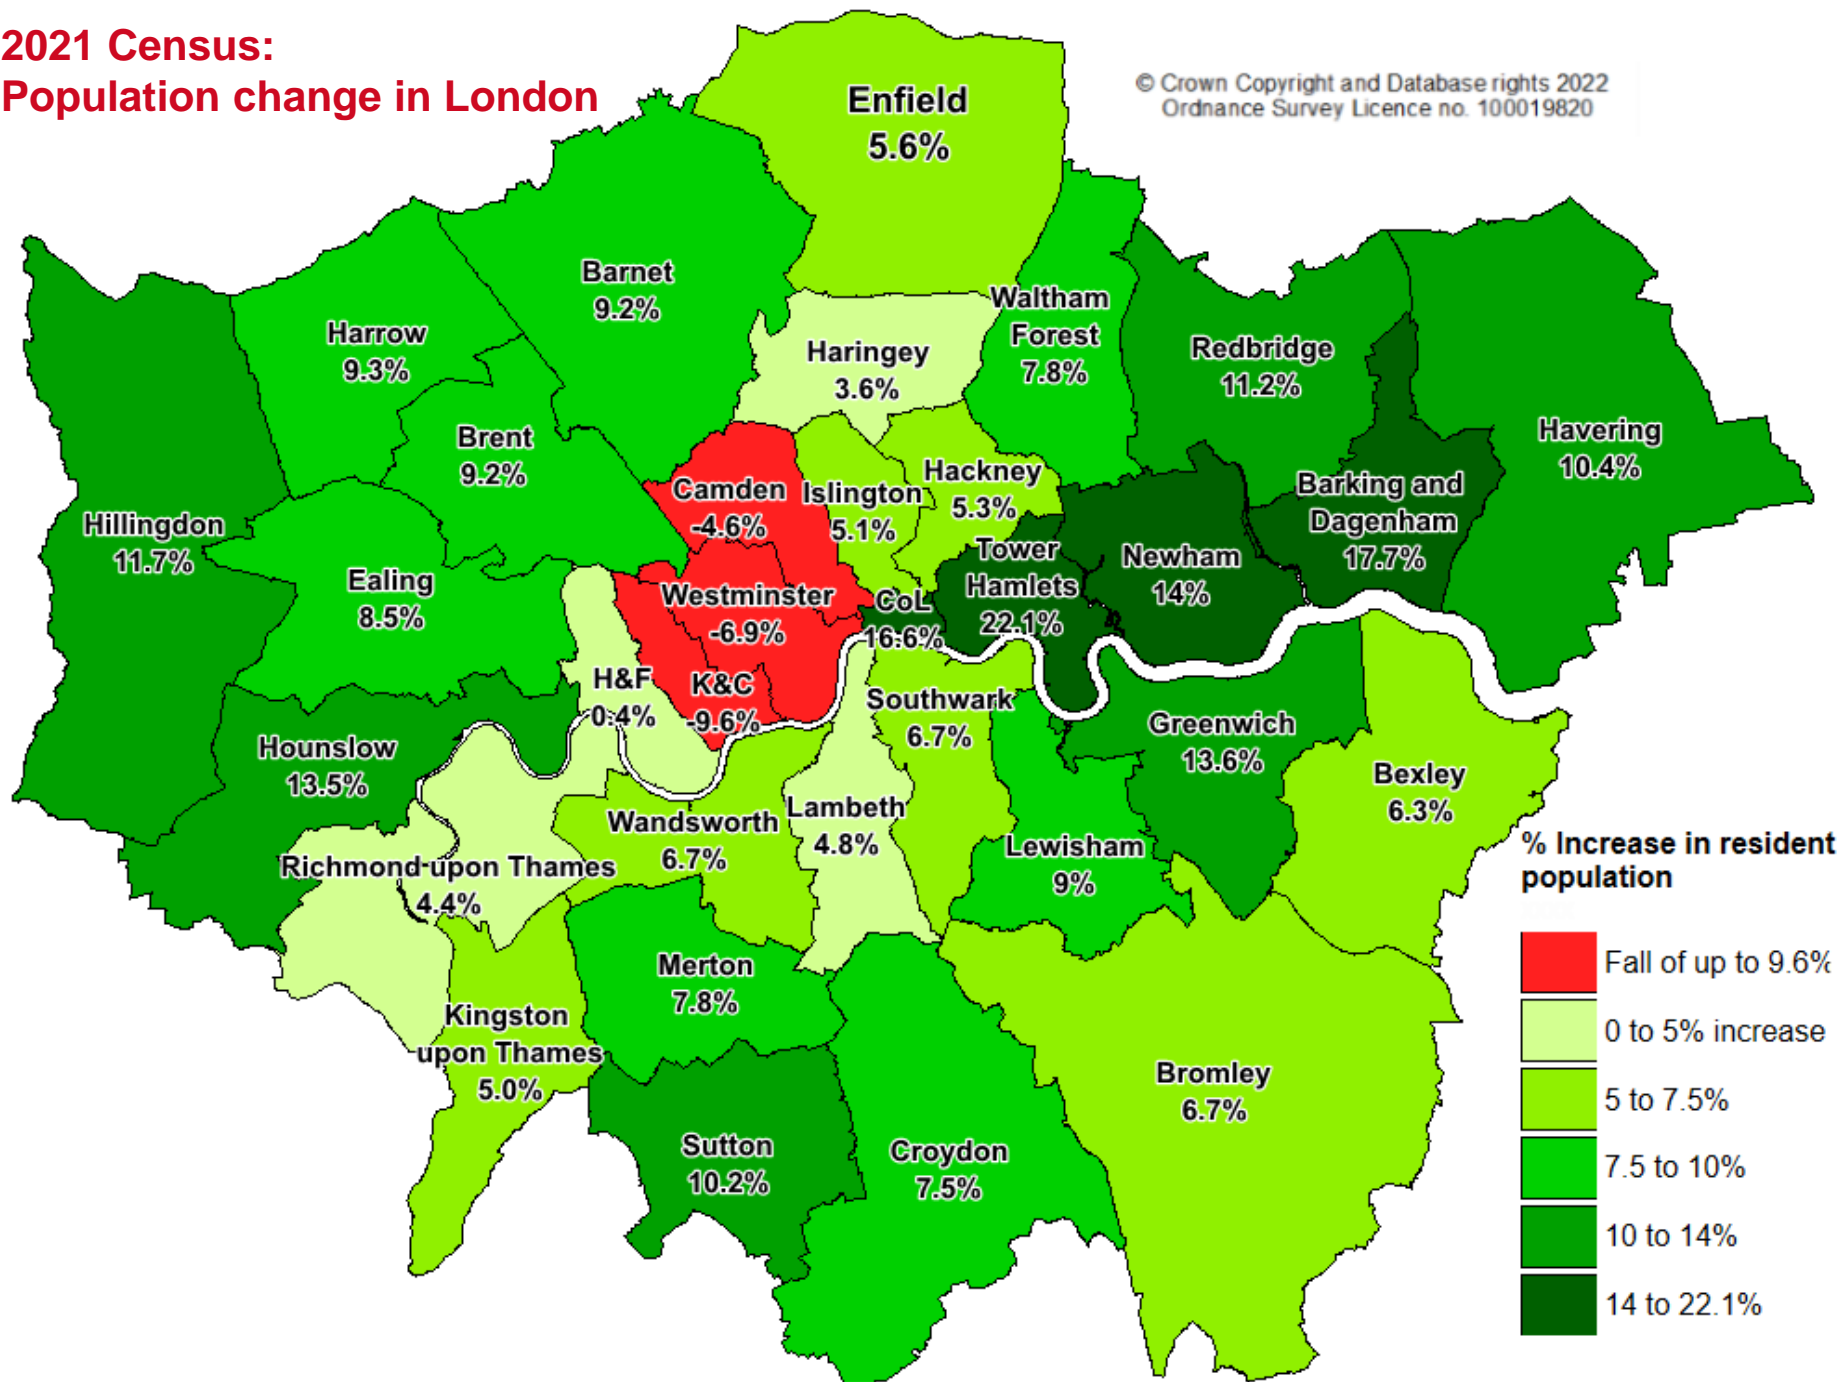 2021 Census:
Population change in London
© Crown Copyright and Database rights 2022
Ordnance Survey Licence no. 100019820
Enfield
5.6%
Barnet
9.2%
Harrow
9.3%
Waltham
Forest
7.8%
Haringey
3.6%
Redbridge
11.2%
Havering
10.4%
Brent
9.2%
Camden
-4.6%
Islington
5.1%
Hackney
5.3%
Barking and
Dagenham
17.7%
Hillingdon
11.7%
Tower
Hamlets
22.1%
Newham
14%
Ealing
8.5%
Westminster
-6.9%
CoL
16.6%
H&F
0.4%
K&C
-9.6%
Southwark
6.7%
Greenwich
13.6%
Hounslow
13.5%
Bexley
6.3%
Wandsworth
6.7%
Lambeth
4.8%
Lewisham
9%
Richmond upon Thames
4.4%
Merton
7.8%
Kingston
upon Thames
5.0%
Bromley
6.7%
Sutton
10.2%
Croydon
7.5%
% Increase in resident
population
Fall of up to 9.6%
0 to 5% increase
5 to 7.5%
7.5 to 10%
10 to 14%
14 to 22.1%